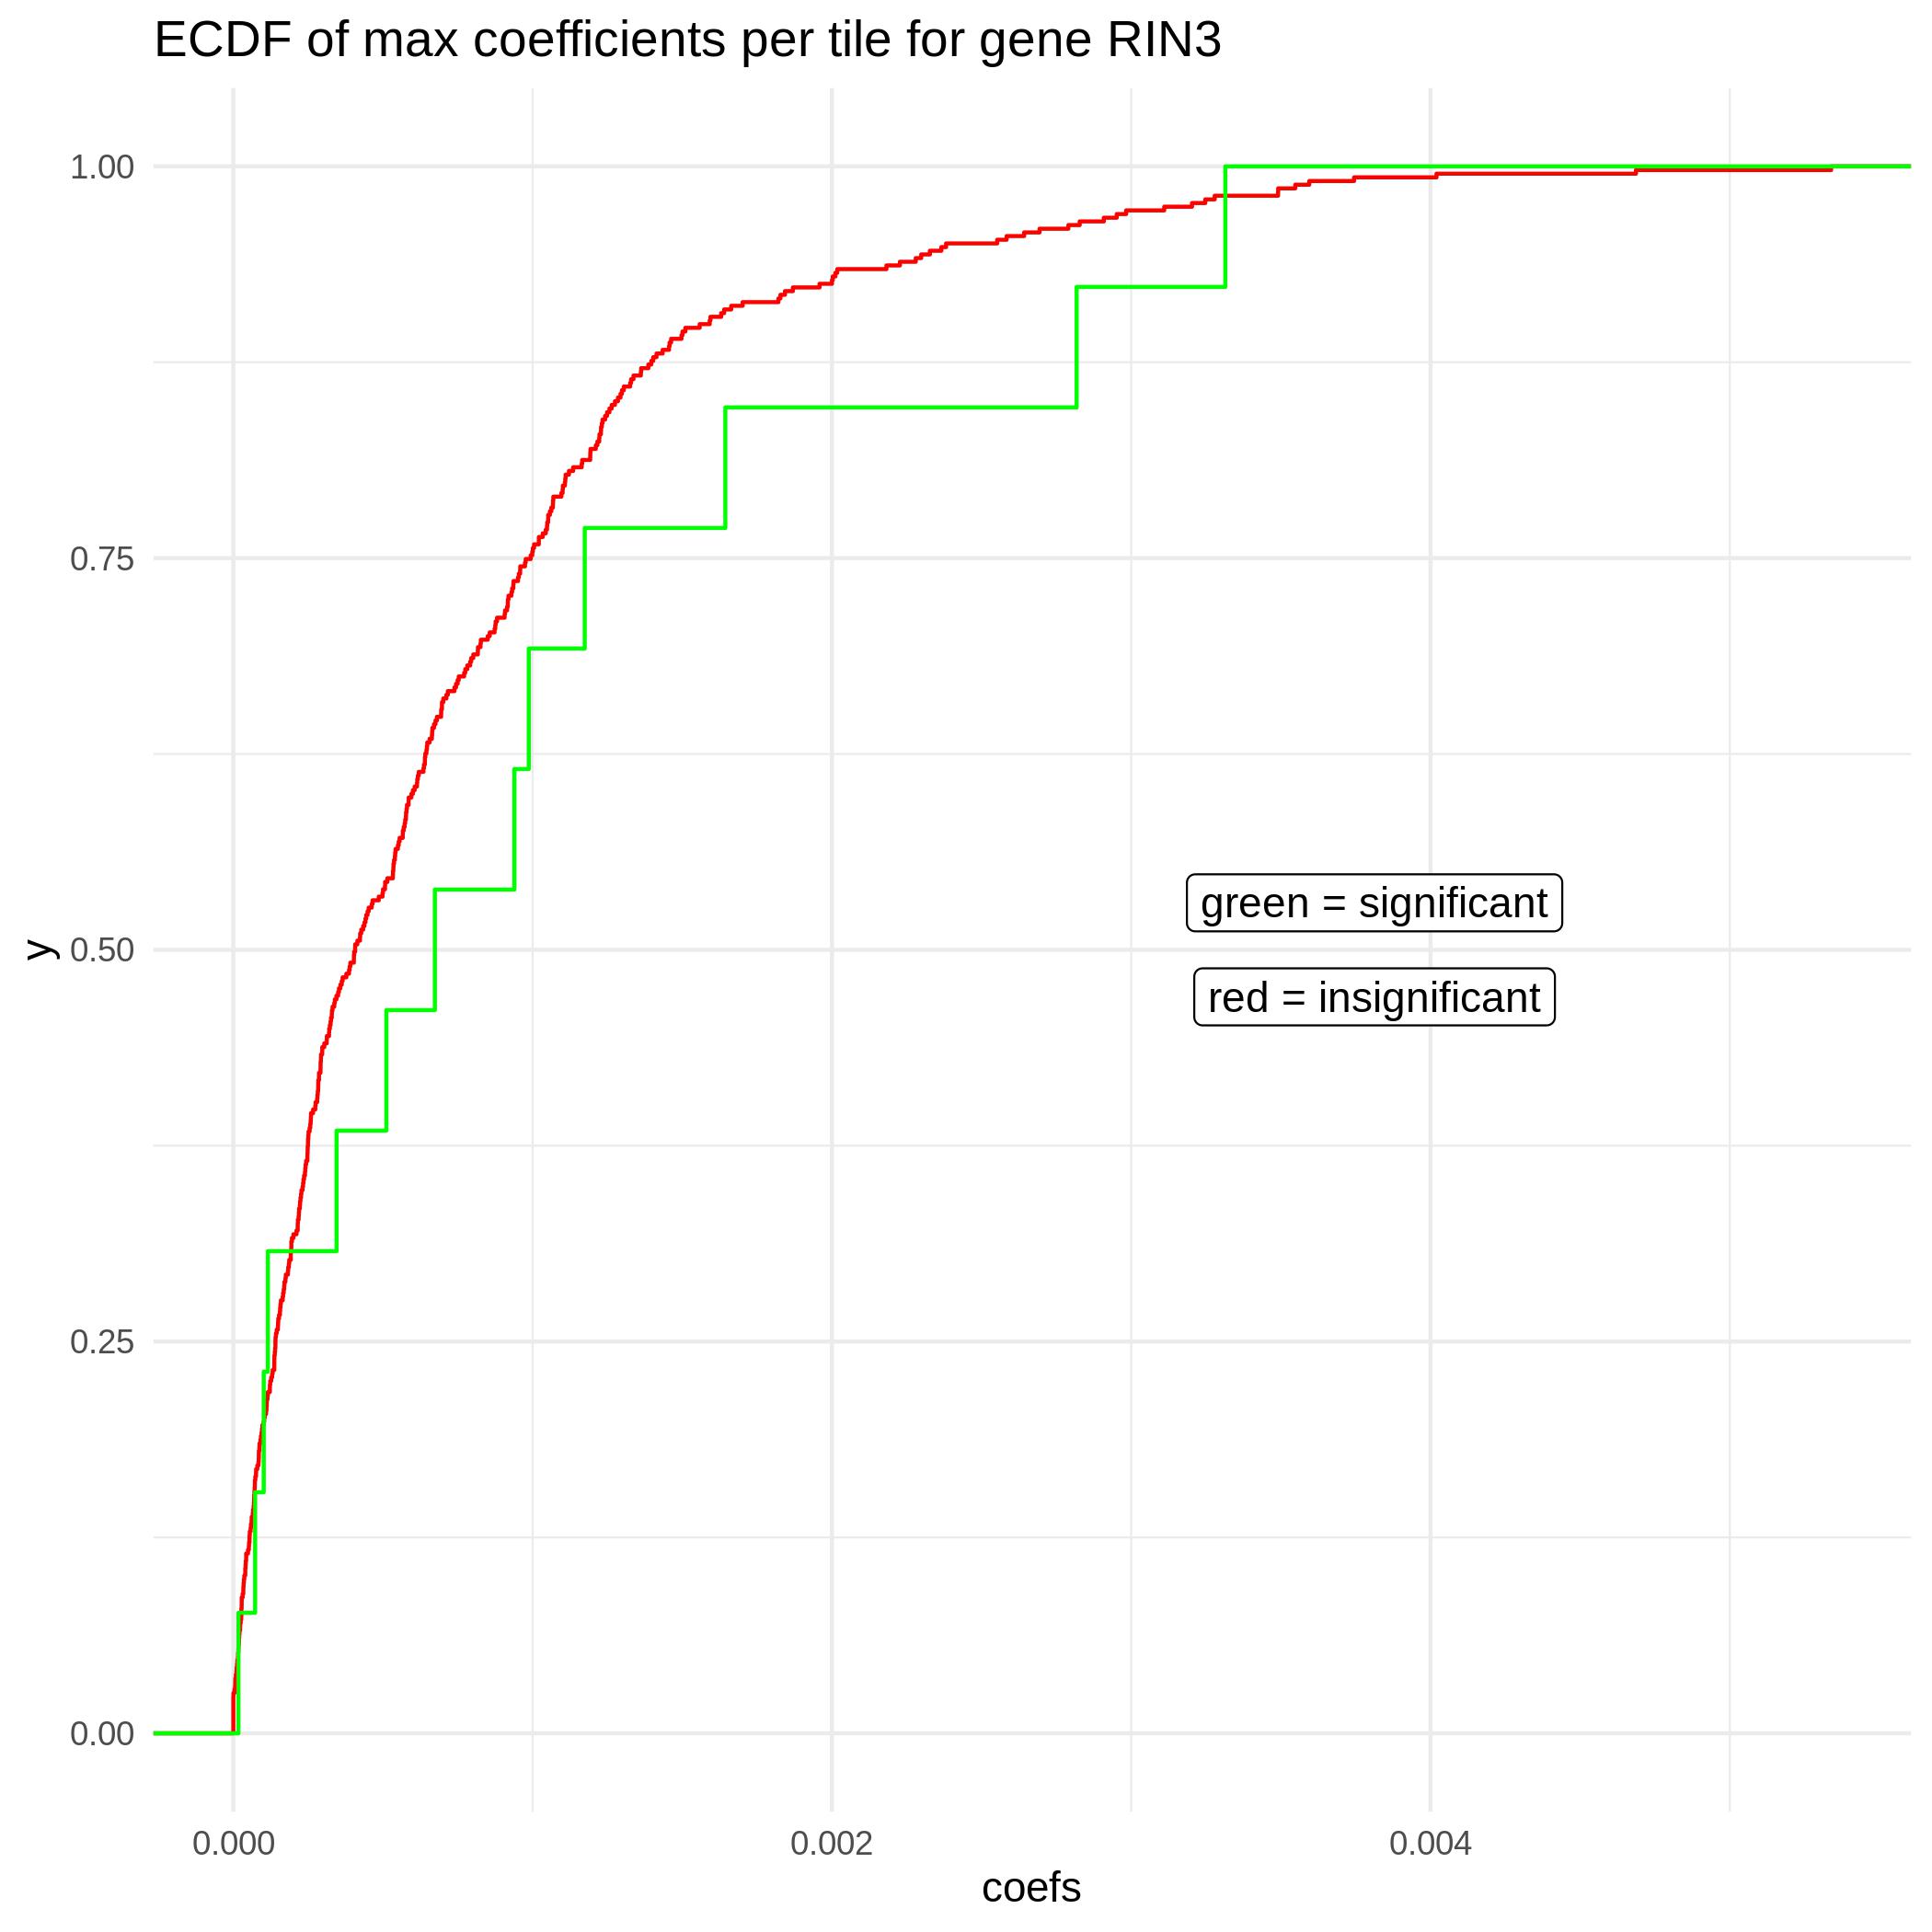 ECDF of max coefficients per tile for gene RIN3
1.00
0.75
0.50
0.25
0.00
y
green = significant
red = insignificant
0.000 0.002 0.004
coefs